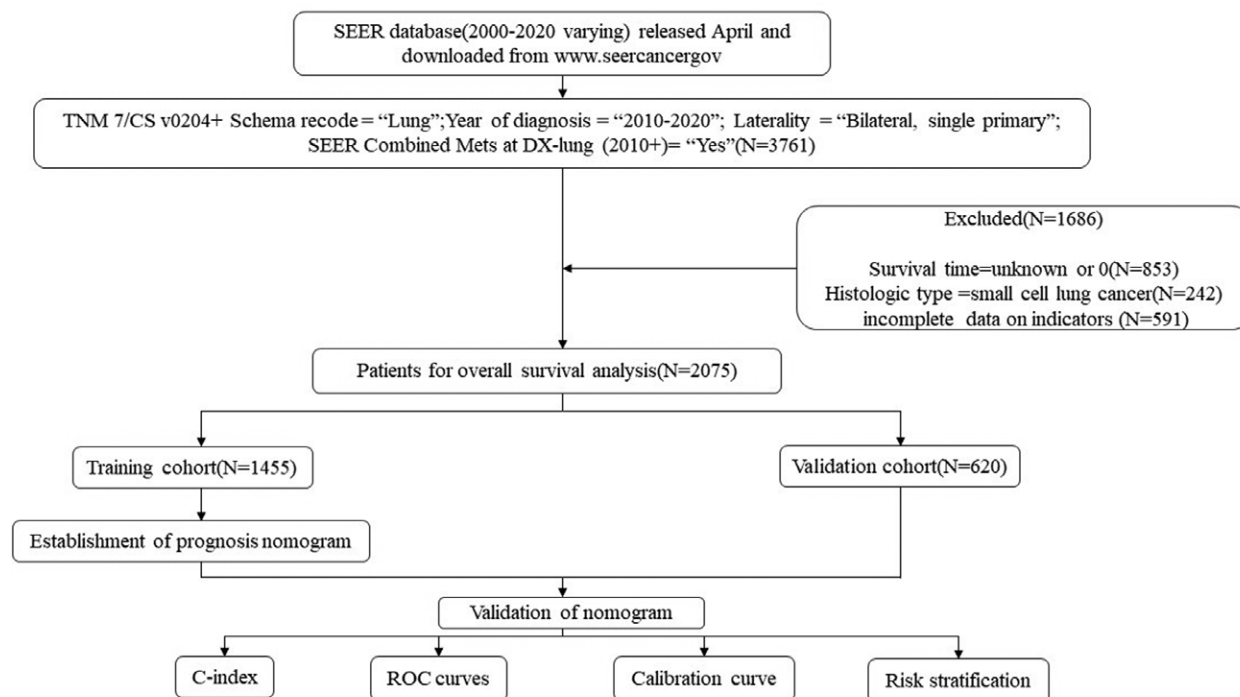 SEER database(2000-2020 varying) released April and
downloaded from www.seercancergov
TNM 7/CS v0204+ Schema recode = “Lung”;Year of diagnosis = “2010-2020”; Laterality = “Bilateral, single primary”;
SEER Combined Mets at DX-lung (2010+)= “Yes”(N=3761)
Excluded(N=1686)
Survival time=unknown or 0(N=853)
Histologic type =small cell lung cancer(N=242)
incomplete data on indicators (N=591)
Patients for overall survival analysis(N=2075)
Training cohort(N=1455)
Validation cohort(N=620)
Establishment of prognosis nomogram
Validation of nomogram
C-index
ROC curves
Calibration curve
Risk stratification